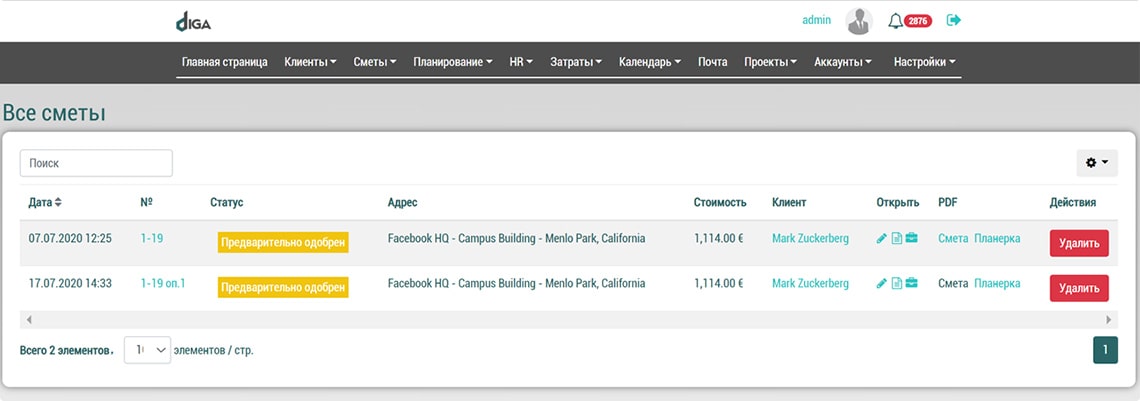 dIGA
admin 2876
Главная страница Клиенты Сметы Планирование HR Затраты Календарь Почта Проекты Аккаунты Настройки
Все сметы
Поиск
Дата № Статус Адрес Стоимость Клиент Открыть PDF Действия
07.07.2020 12:25 1-19 Предварительно одобрен Facebook HQ - Campus Building - Menlo Park, California 1,114.00 € Mark Zuckerberg Смета Планерка Удалить
17.07.2020 14:33 1-19 оп.1 Предварительно одобрен Facebook HQ - Campus Building - Menlo Park, California 1,114.00 € Mark Zuckerberg Смета Планерка Удалить
Всего 2 элементов. элементов / стр. 1